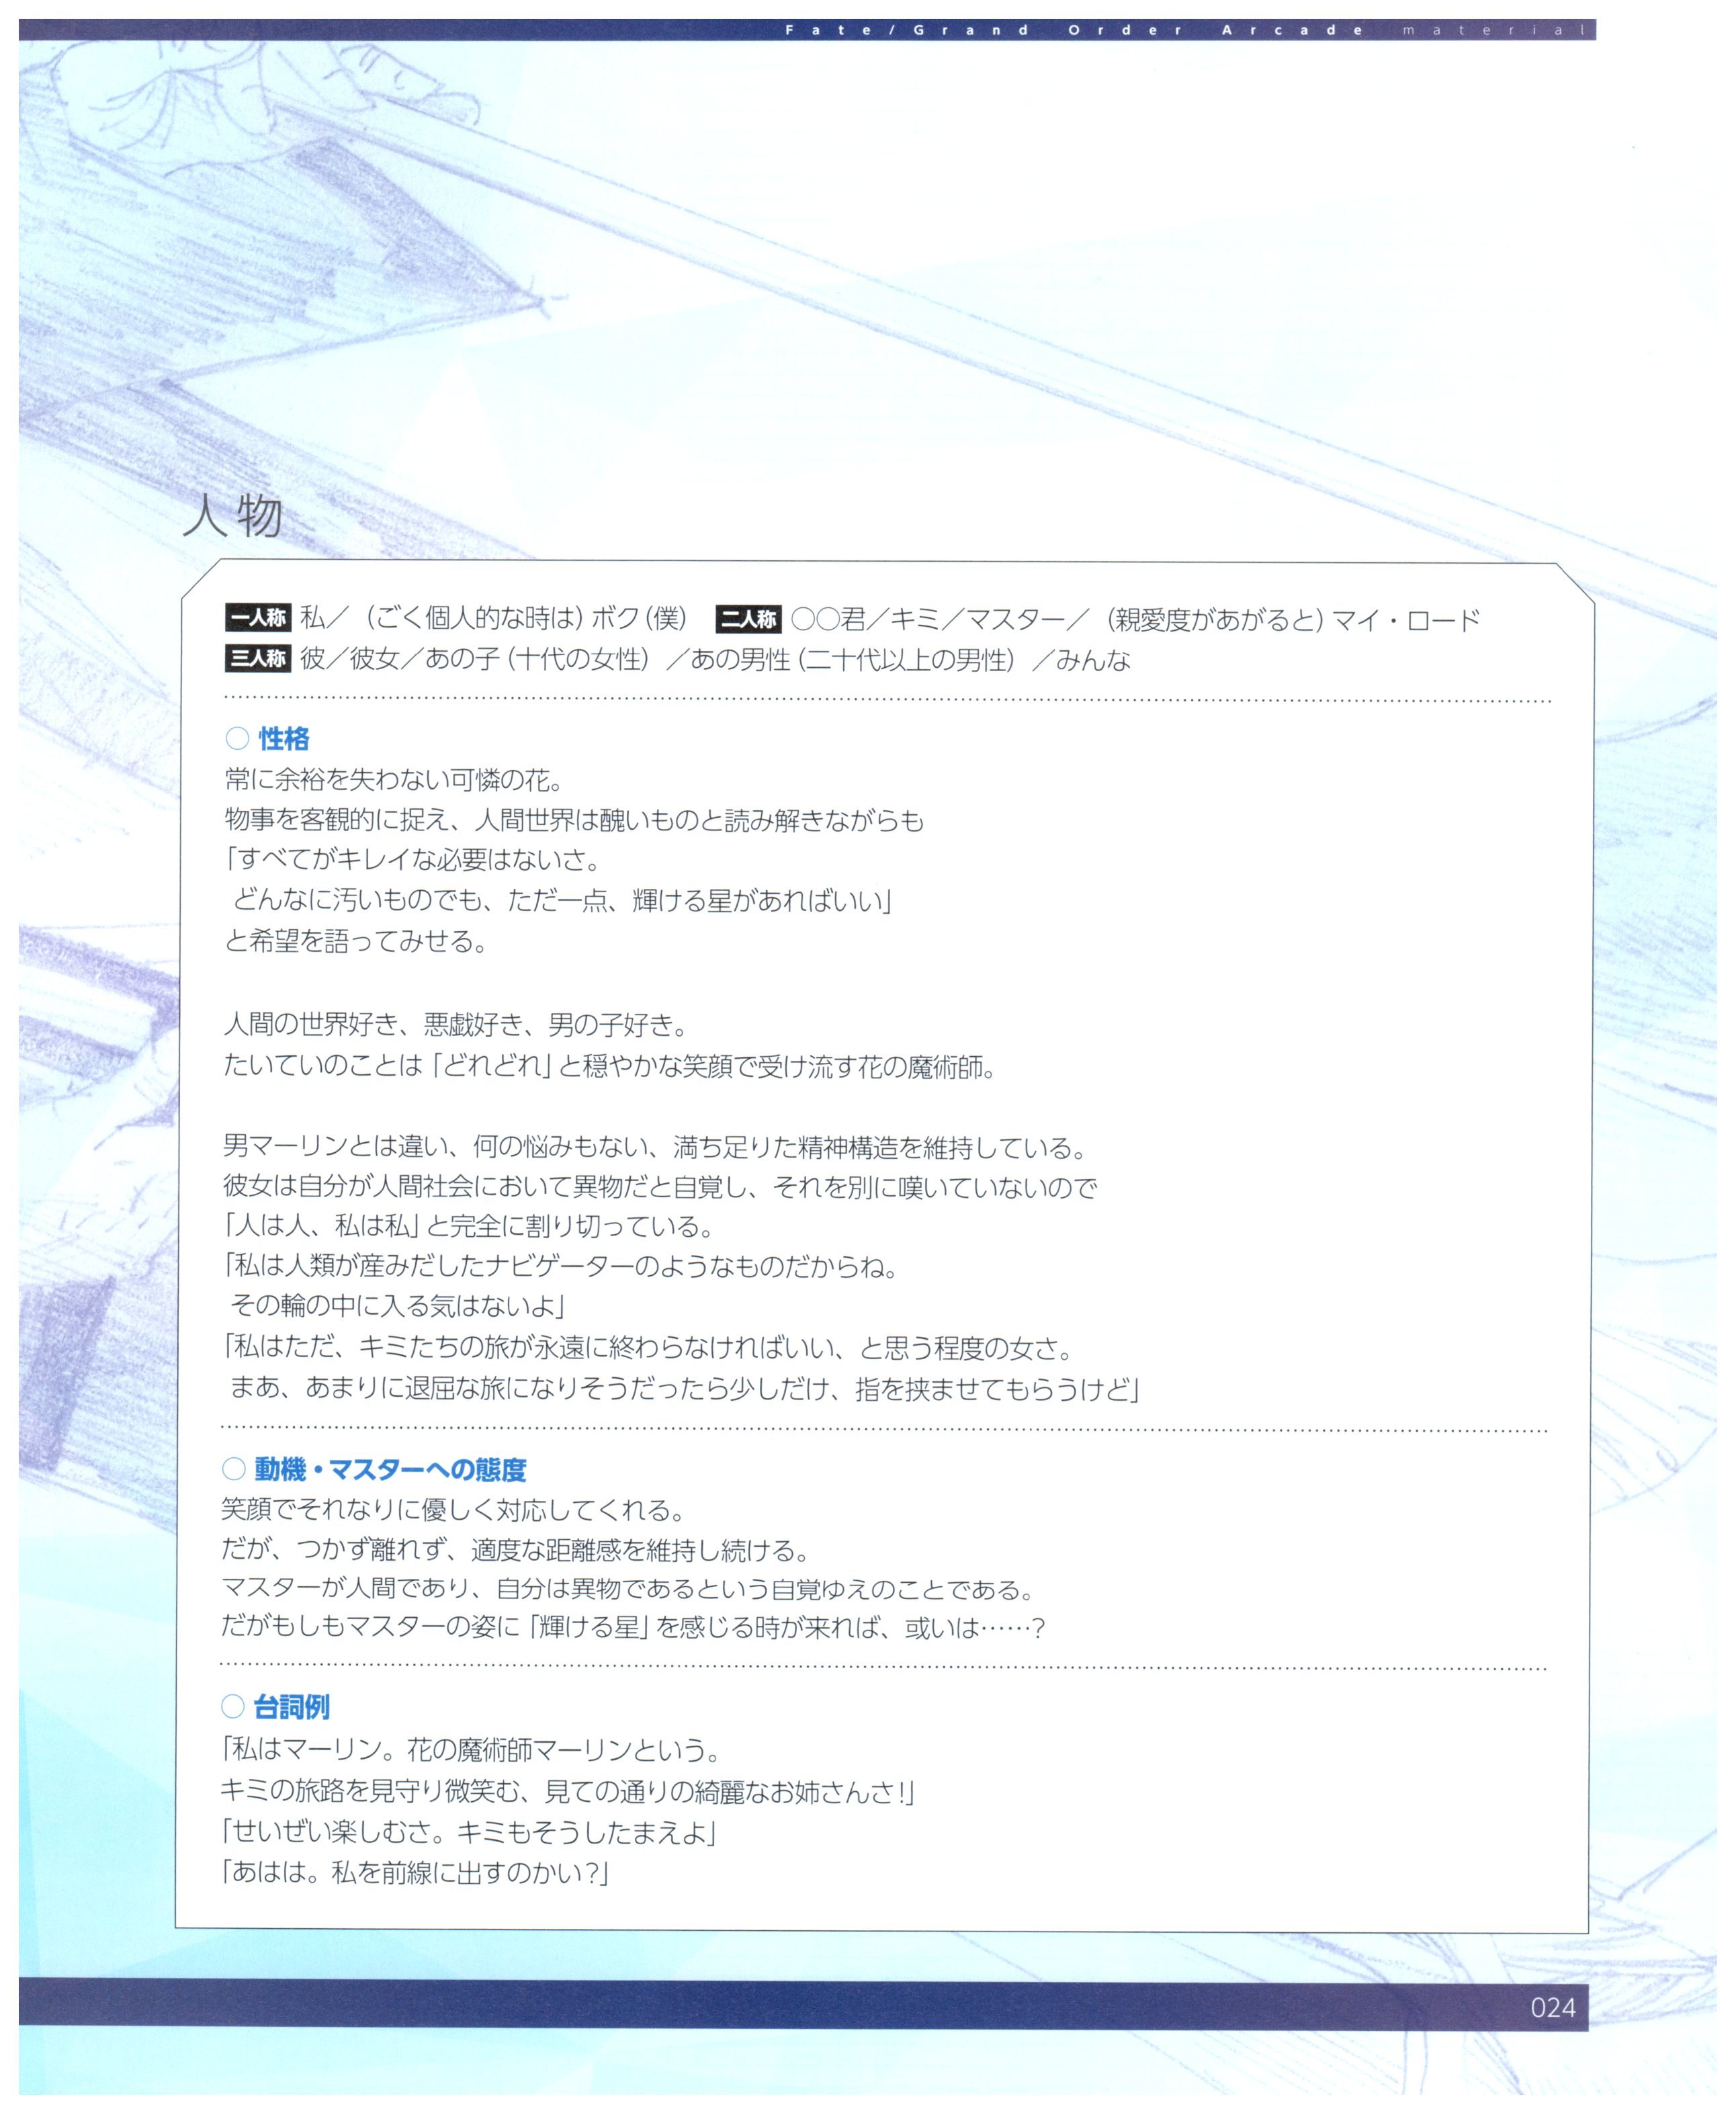 Fate/Grand Order Arcade material
人物
一人称 私／（ごく個人的な時は）ボク（僕） 二人称 ○○君／キミ／マスター／（親愛度があがると）マイ・ロード
三人称 彼／彼女／あの子（十代の女性）／あの男性（二十代以上の男性）／みんな
○ 性格
常に余裕を失わない可憐の花。
物事を客観的に捉え、人間世界は醜いものと読み解きながらも
「すべてがキレイな必要はないさ。
どんなに汚いものでも、ただ一点、輝ける星があればいい」
と希望を語ってみせる。
人間の世界好き、悪戯好き、男の子好き。
たいていのことは「どれどれ」と穏やかな笑顔で受け流す花の魔術師。
男マーリンとは違い、何の悩みもない、満ち足りた精神構造を維持している。
彼女は自分が人間社会において異物だと自覚し、それを別に嘆いていないので
「人は人、私は私」と完全に割り切っている。
「私は人類が産みだしたナビゲーターのようなものだからね。
その輪の中に入る気はないよ」
「私はただ、キミたちの旅が永遠に終わらなければいい、と思う程度の女さ。
まあ、あまりに退屈な旅になりそうだったら少しだけ、指を挟ませてもらうけど」
○ 動機・マスターへの態度
笑顔でそれなりに優しく対応してくれる。
だが、つかず離れず、適度な距離感を維持し続ける。
マスターが人間であり、自分は異物であるという自覚ゆえのことである。
だがもしもマスターの姿に「輝ける星」を感じる時が来れば、或いは……？
○ 台詞例
「私はマーリン。花の魔術師マーリンという。
キミの旅路を見守り微笑む、見ての通りの綺麗なお姉さんさ！」
「せいぜい楽しむさ。キミもそうしたまえよ」
「あはは。私を前線に出すのかい？」
024